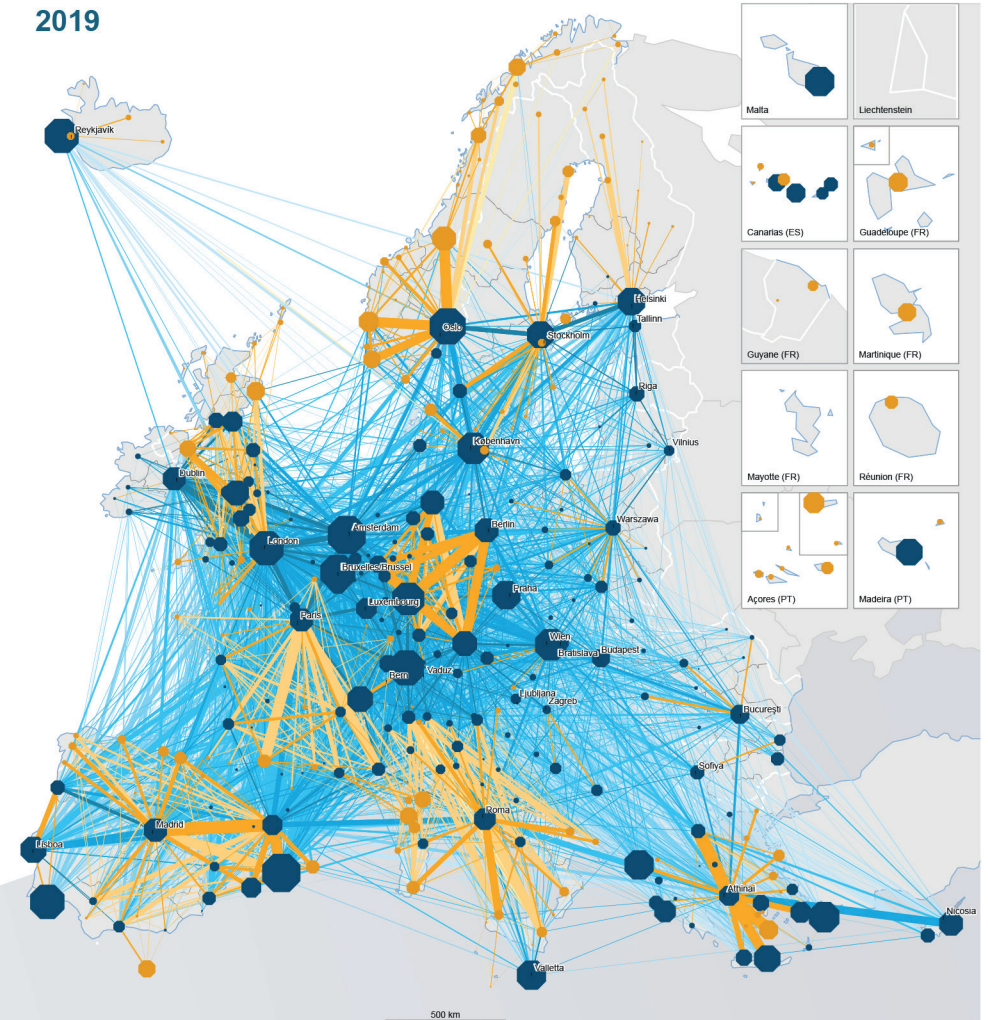 2019
Malta
Liechtenstein
Reykjavík
Canarias (ES)
Guadeloupe (FR)
Guyane (FR)
Martinique (FR)
Mayotte (FR)
Réunion (FR)
Açores (PT)
Madeira (PT)
Helsinki
Oslo
Tallinn
Stockholm
Riga
København
Vilnius
Dublin
Warszawa
Amsterdam
Berlin
London
Bruxelles/Brussel
Praha
Luxembourg
Paris
Wien
Bratislava
Budapest
Bern
Vaduz
Ljubljana
Zagreb
Bucureşti
Sofiya
Roma
Madrid
Lisboa
Athinai
Nicosia
Valletta
500 km